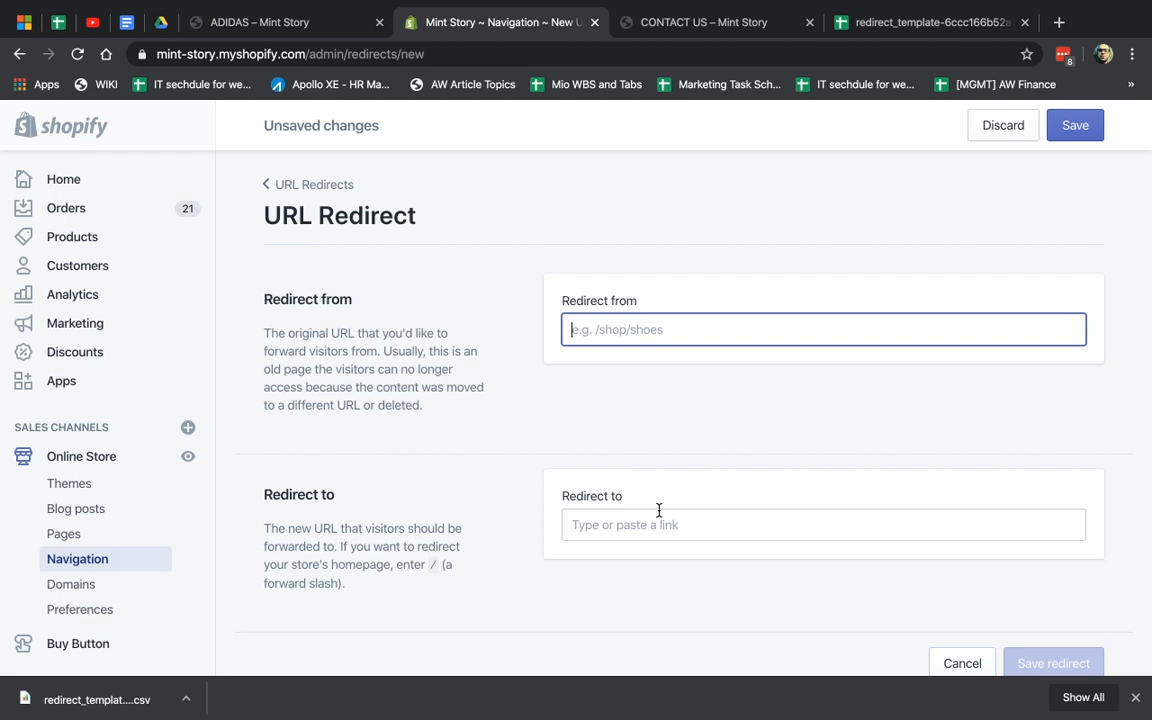 ADIDAS – Mint Story
Mint Story ~ Navigation ~ New U
CONTACT US – Mint Story
redirect_template-6ccc166b52a
mint-story.myshopify.com/admin/redirects/new
8
Apps
WIKI
IT sechdule for we...
Apollo XE - HR Ma...
AW Article Topics
Mio WBS and Tabs
Marketing Task Sch...
IT sechdule for we...
[MGMT] AW Finance
»
shopify
Unsaved changes
Discard
Save
Home
Orders
21
Products
Customers
Analytics
Marketing
Discounts
Apps
SALES CHANNELS
Online Store
Themes
Blog posts
Pages
Navigation
Domains
Preferences
Buy Button
URL Redirects
URL Redirect
Redirect from
The original URL that you'd like to
forward visitors from. Usually, this is an
old page the visitors can no longer
access because the content was moved
to a different URL or deleted.
Redirect from
e.g. /shop/shoes
Redirect to
The new URL that visitors should be
forwarded to. If you want to redirect
your store's homepage, enter / (a
forward slash).
Redirect to
Type or paste a link
Cancel
Save redirect
redirect_templat....csv
Show All